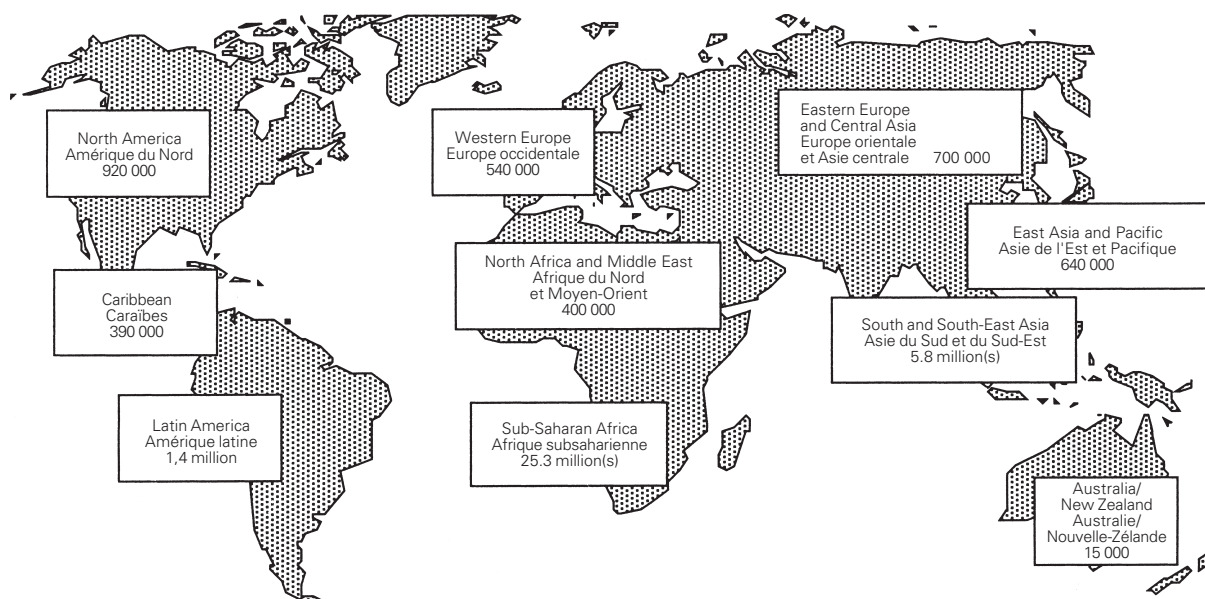 North America
Amérique du Nord
920 000
Western Europe
Europe occidentale
540 000
Eastern Europe
and Central Asia
Europe orientale
et Asie centrale 700 000
East Asia and Pacific
Asie de l'Est et Pacifique
640 000
North Africa and Middle East
Afrique du Nord
et Moyen-Orient
400 000
Caribbean
Caraïbes
390 000
South and South-East Asia
Asie du Sud et du Sud-Est
5.8 million(s)
Latin America
Amérique latine
1,4 million
Sub-Saharan Africa
Afrique subsaharienne
25.3 million(s)
Australia/
New Zealand
Australie/
Nouvelle-Zélande
15 000